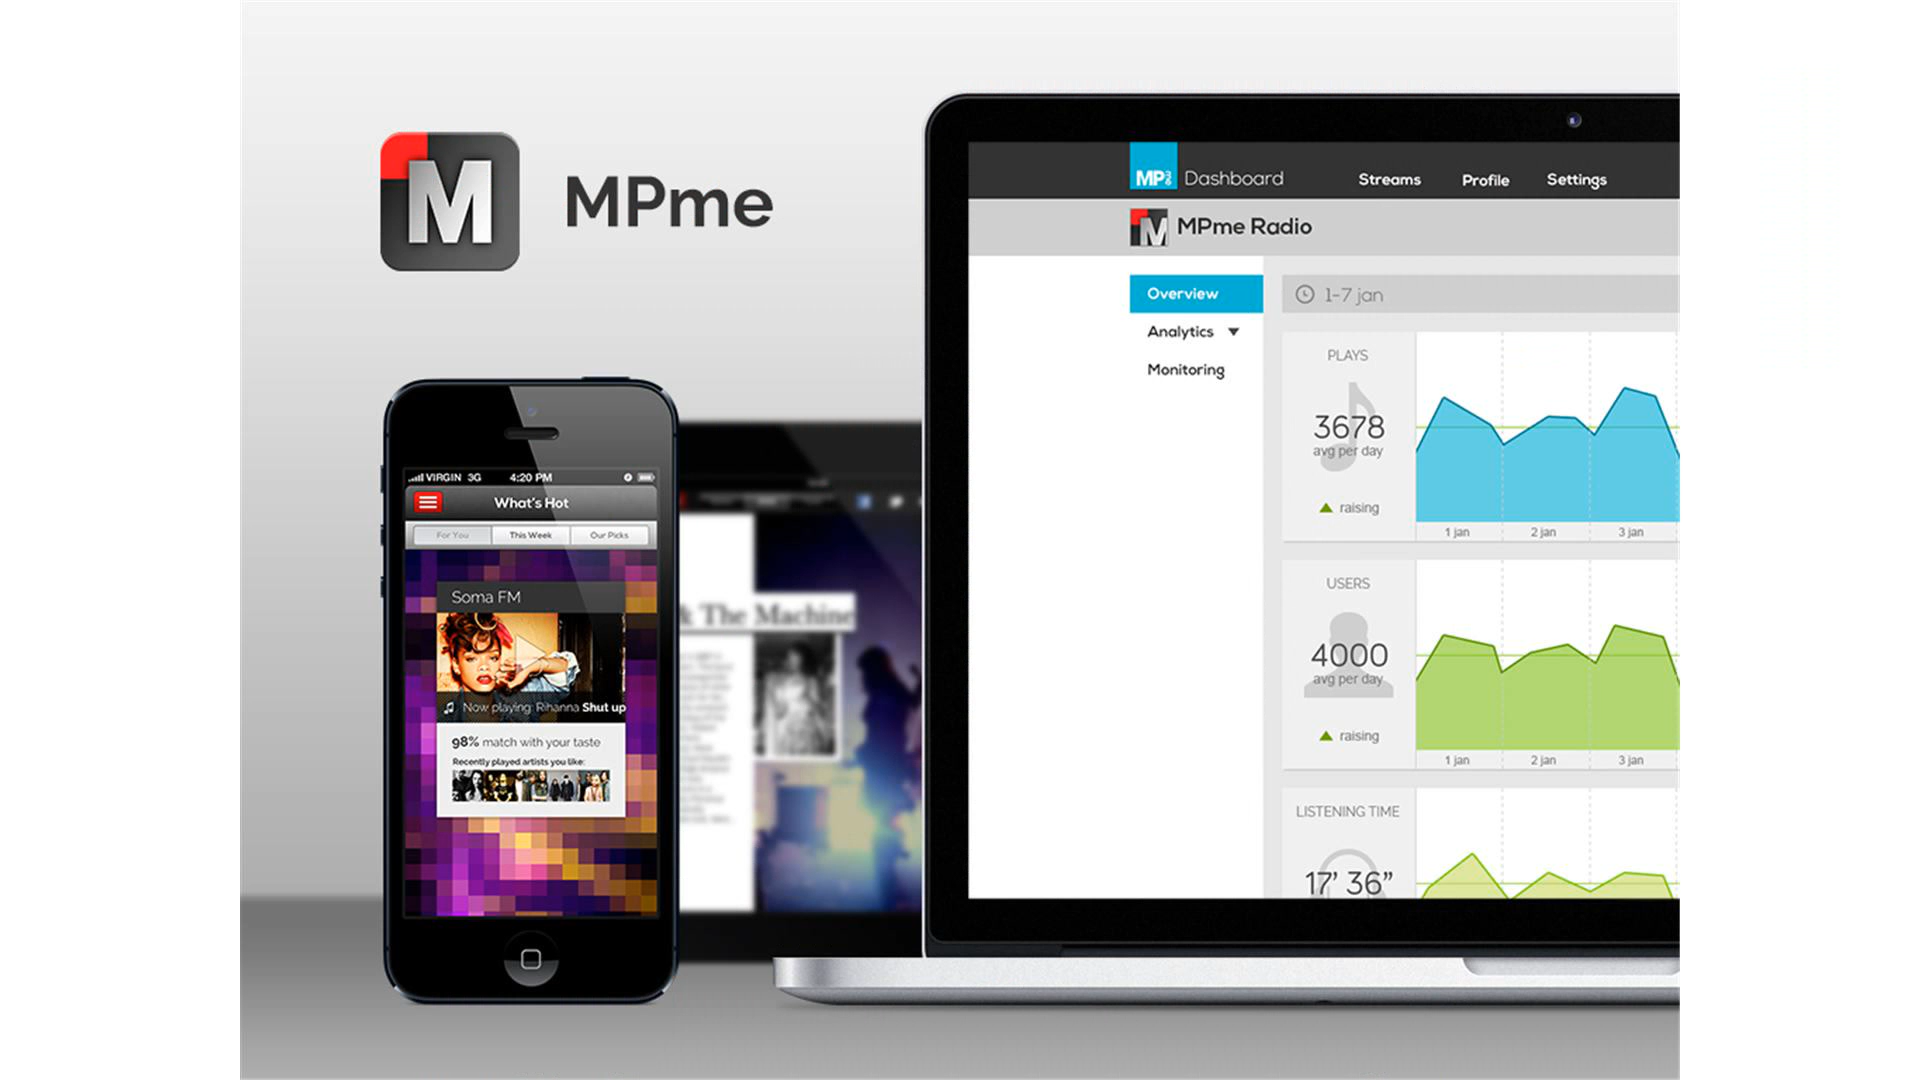 M
MPme
VIRGIN 3G 4:20 PM
What's Hot
For You This Week Our Picks
Soma FM
Now playing: Rihanna Shut up
98% match with your taste
Recently played artists you like:
& The Machine
MPme Dashboard Streams Profile Settings
M MPme Radio
Overview
Analytics
Monitoring
1-7 jan
PLAYS
3678
avg per day
raising
1 jan 2 jan 3 jan
USERS
4000
avg per day
raising
1 jan 2 jan 3 jan
LISTENING TIME
17' 36”